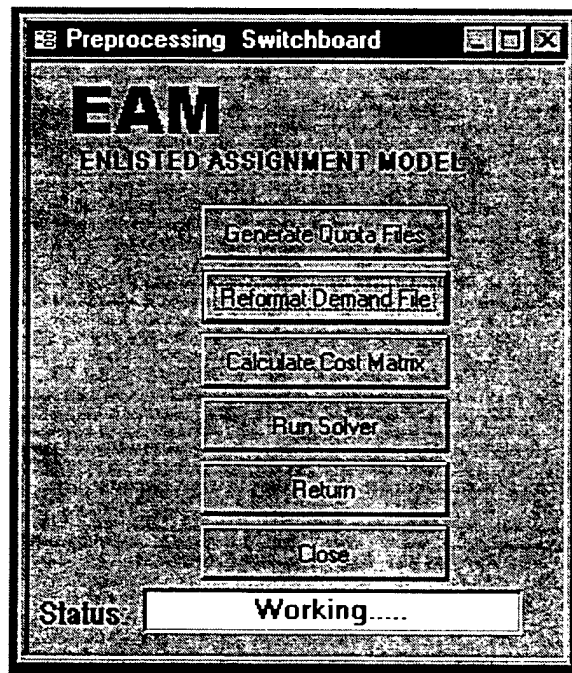 Preprocessing Switchboard
EAM
ENLISTED ASSIGNMENT MODEL
Generate Quota Files
Reformat Demand File
Calculate Cost Matrix
Run Solver
Return
Close
Status: Working.....